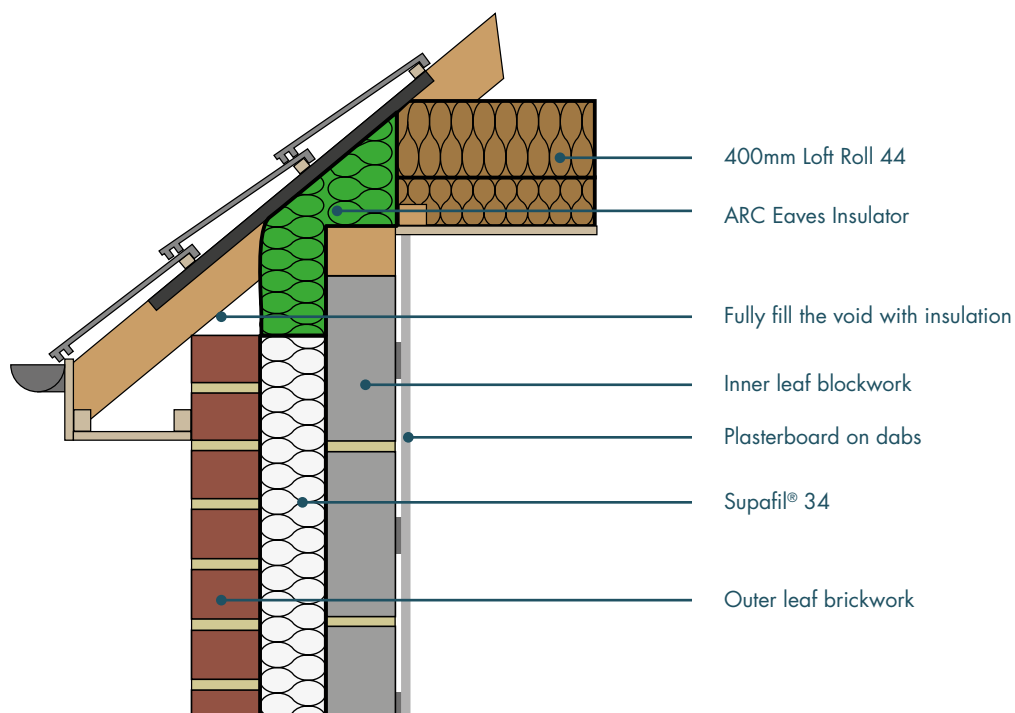 400mm Loft Roll 44
ARC Eaves Insulator
Fully fill the void with insulation
Inner leaf blockwork
Plasterboard on dabs
Supafil® 34
Outer leaf brickwork